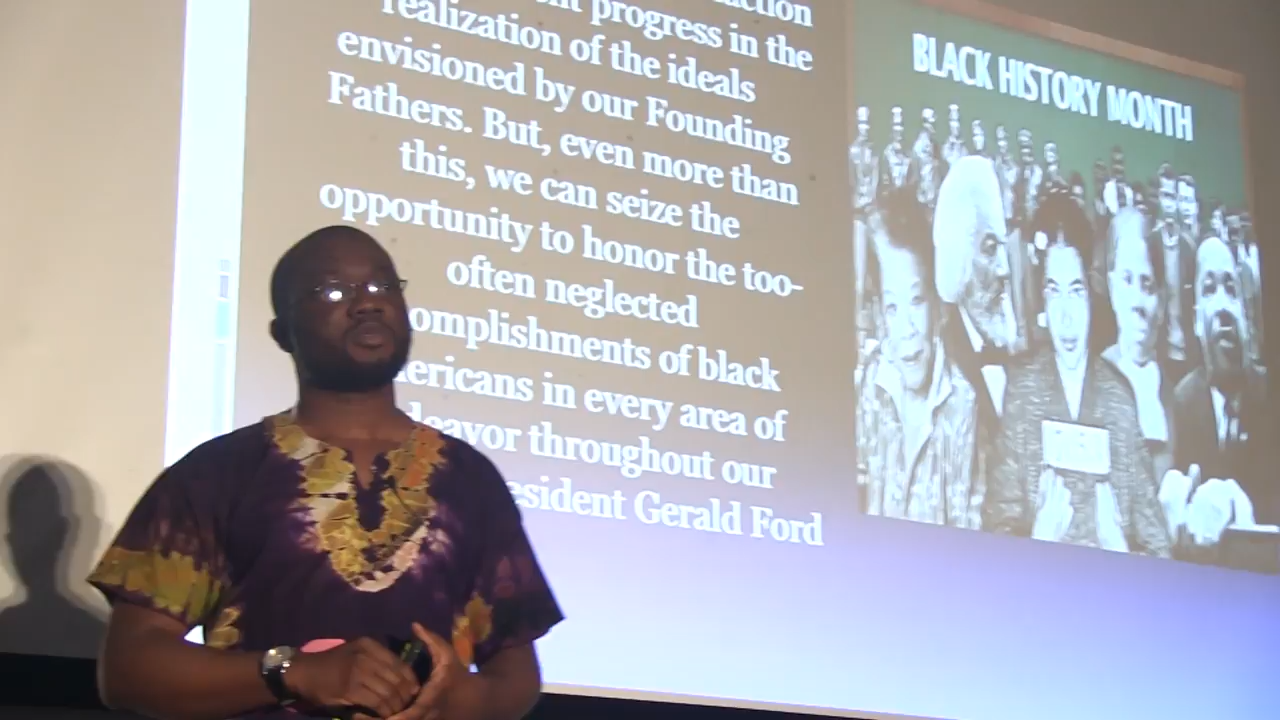 progress in the
realization of the ideals
envisioned by our Founding
Fathers. But, even more than
this, we can seize the
opportunity to honor the too-
often neglected
omplishments of black
ericans in every area of
eavor throughout our
esident Gerald Ford
BLACK HISTORY MONTH